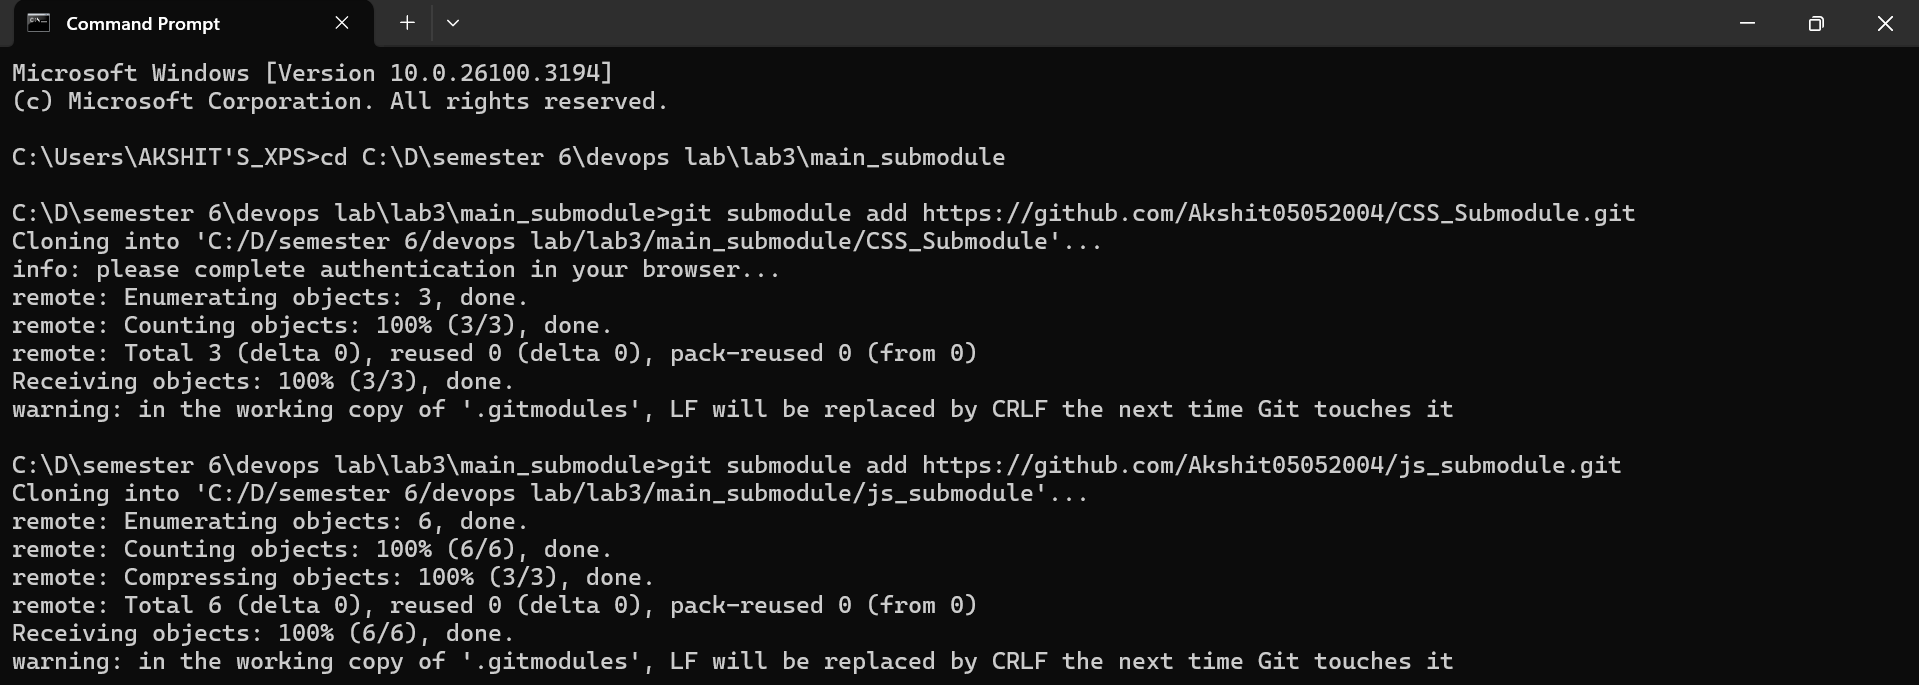 Command Prompt
Microsoft Windows [Version 10.0.26100.3194]
(c) Microsoft Corporation. All rights reserved.
C:\Users\AKSHIT'S_XPS>cd C:\D\semester 6\devops lab\lab3\main_submodule
C:\D\semester 6\devops lab\lab3\main_submodule>git submodule add https://github.com/Akshit05052004/CSS_Submodule.git
Cloning into 'C:/D/semester 6/devops lab/lab3/main_submodule/CSS_Submodule'...
info: please complete authentication in your browser...
remote: Enumerating objects: 3, done.
remote: Counting objects: 100% (3/3), done.
remote: Total 3 (delta 0), reused 0 (delta 0), pack-reused 0 (from 0)
Receiving objects: 100% (3/3), done.
warning: in the working copy of '.gitmodules', LF will be replaced by CRLF the next time Git touches it
C:\D\semester 6\devops lab\lab3\main_submodule>git submodule add https://github.com/Akshit05052004/js_submodule.git
Cloning into 'C:/D/semester 6/devops lab/lab3/main_submodule/js_submodule'...
remote: Enumerating objects: 6, done.
remote: Counting objects: 100% (6/6), done.
remote: Compressing objects: 100% (3/3), done.
remote: Total 6 (delta 0), reused 0 (delta 0), pack-reused 0 (from 0)
Receiving objects: 100% (6/6), done.
warning: in the working copy of '.gitmodules', LF will be replaced by CRLF the next time Git touches it